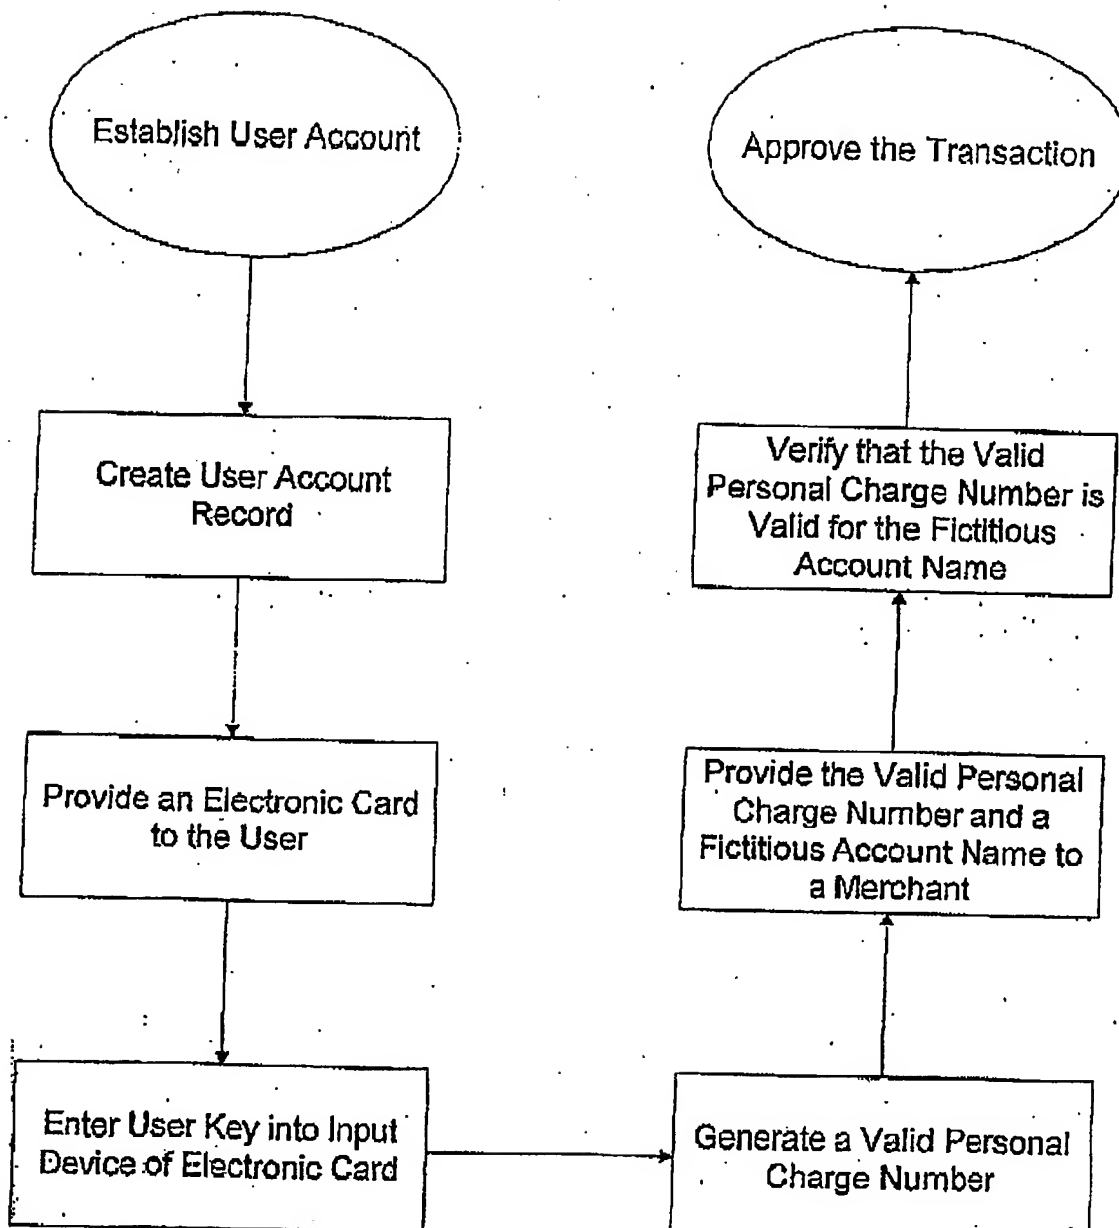 Establish User Account
Create User Account
Record
Provide an Electronic Card
to the User
Enter User Key into Input
Device of Electronic Card
Generate a Valid Personal
Charge Number
Provide the Valid Personal
Charge Number and a
Fictitious Account Name to
a Merchant
Verify that the Valid
Personal Charge Number is
Valid for the Fictitious
Account Name
Approve the Transaction